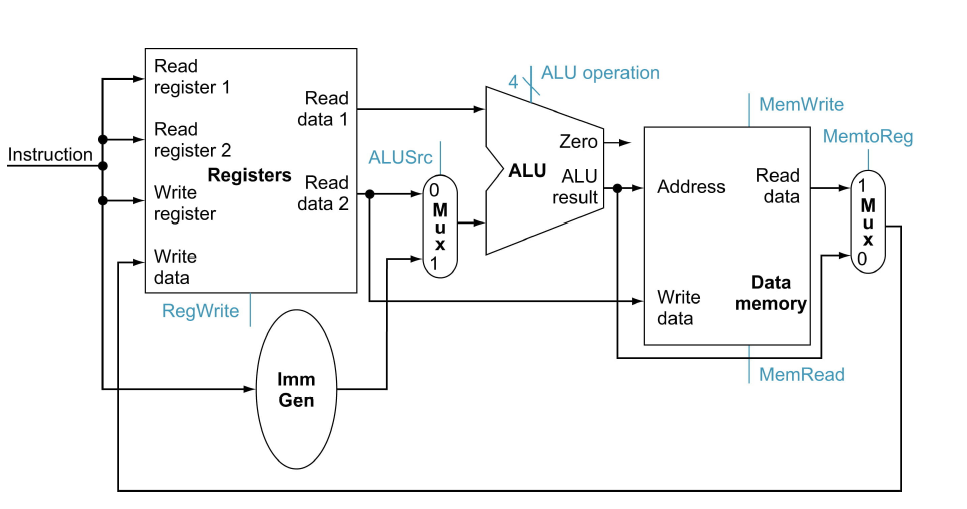 Instruction
Read
register 1
Read
register 2
Write
register
Write
data
Registers
Read
data 1
Read
data 2
RegWrite
Imm
Gen
ALUSrc
0
M
u
x
1
4
ALU operation
Zero
ALU
ALU
result
MemWrite
Address
Read
data
Write
data
Data
memory
MemRead
MemtoReg
1
M
u
x
0